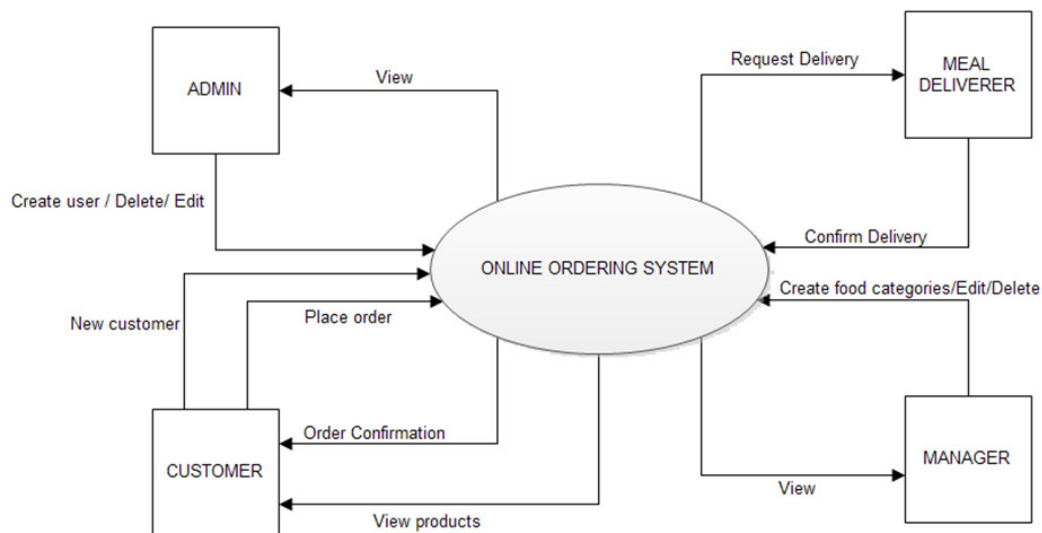 ADMIN
View
Request Delivery
MEAL
DELIVERER
Create user / Delete/ Edit
Confirm Delivery
ONLINE ORDERING SYSTEM
Create food categories/Edit/Delete
New customer
Place order
Order Confirmation
CUSTOMER
MANAGER
View
View products